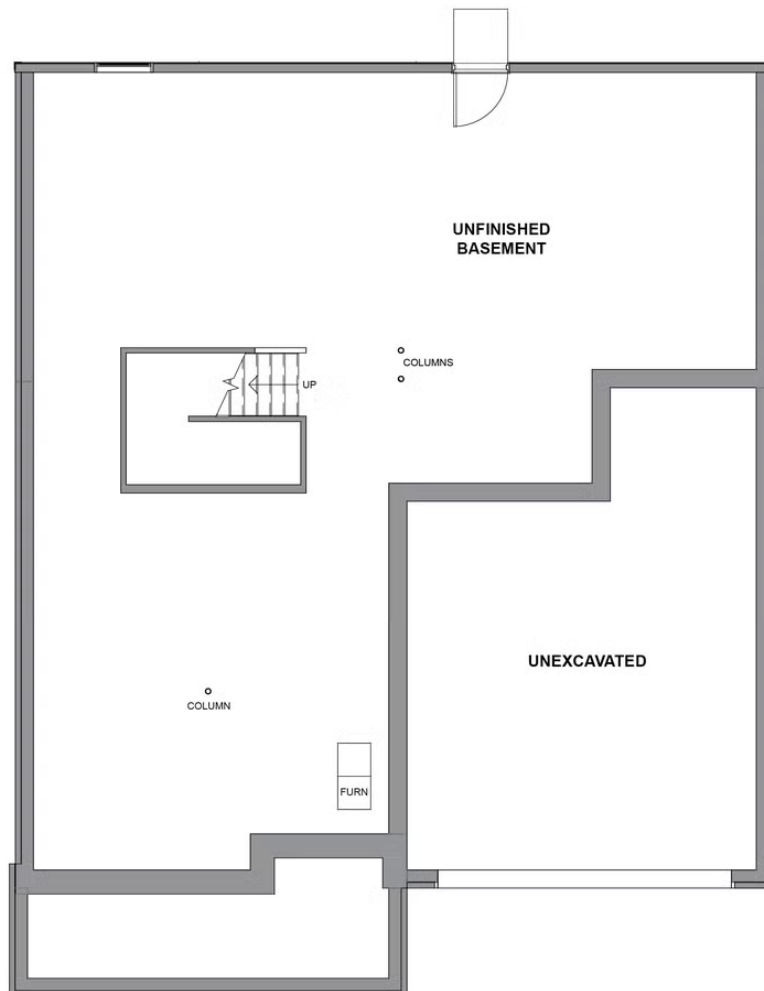 UNFINISHED
BASEMENT
COLUMNS
UP
UNEXCAVATED
COLUMN
FURN